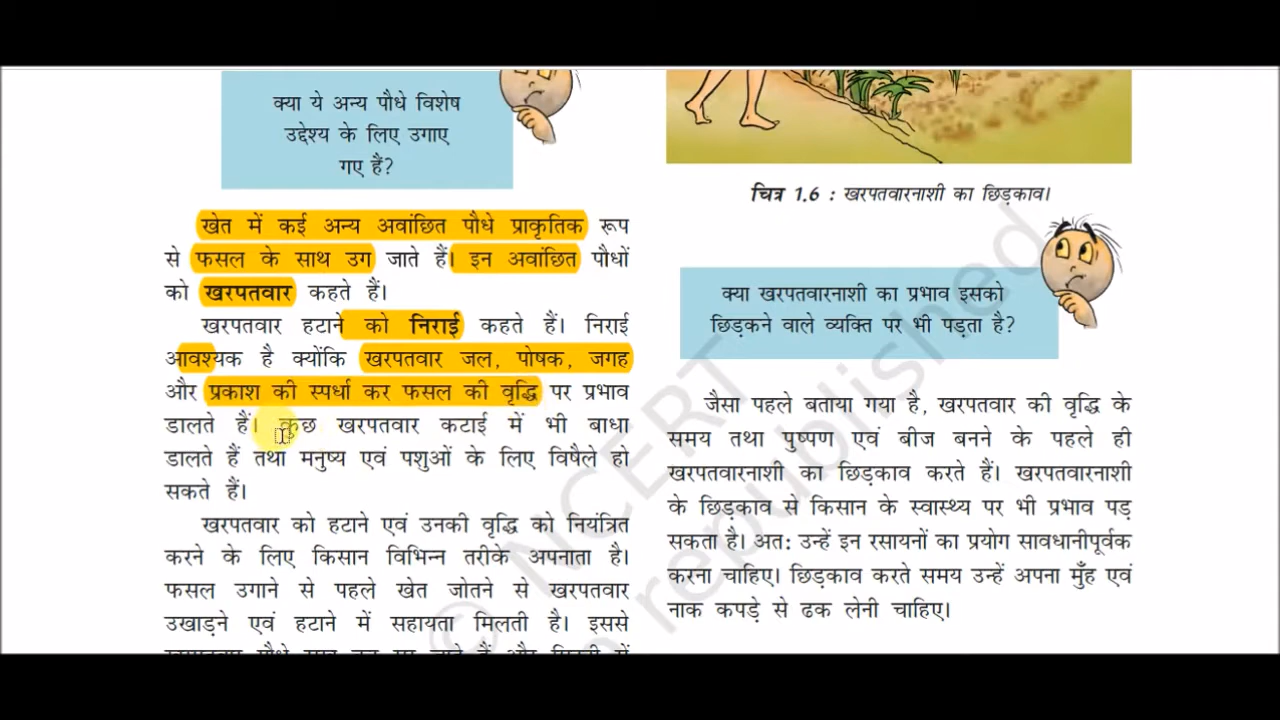 क्या ये अन्य पौधे विशेष
उद्देश्य के लिए उगाए
गए हैं?
खेत में कई अन्य अवांछित पौधे प्राकृतिक रूप
से फसल के साथ उग जाते हैं। इन अवांछित पौधों
को खरपतवार कहते हैं।
खरपतवार हटाने को निराई कहते हैं। निराई
आवश्यक है क्योंकि खरपतवार जल, पोषक, जगह
और प्रकाश की स्पर्धा कर फसल की वृद्धि पर प्रभाव
डालते हैं। कुछ खरपतवार कटाई में भी बाधा
डालते हैं तथा मनुष्य एवं पशुओं के लिए विषैले हो
सकते हैं।
खरपतवार को हटाने एवं उनकी वृद्धि को नियंत्रित
करने के लिए किसान विभिन्न तरीके अपनाता है।
फसल उगाने से पहले खेत जोतने से खरपतवार
उखाड़ने एवं हटाने में सहायता मिलती है। इससे
चित्र 1.6 : खरपतवारनाशी का छिड़काव।
क्या खरपतवारनाशी का प्रभाव इसको
छिड़कने वाले व्यक्ति पर भी पड़ता है?
जैसा पहले बताया गया है, खरपतवार की वृद्धि के
समय तथा पुष्पण एवं बीज बनने के पहले ही
खरपतवारनाशी का छिड़काव करते हैं। खरपतवारनाशी
के छिड़काव से किसान के स्वास्थ्य पर भी प्रभाव पड़
सकता है। अत: उन्हें इन रसायनों का प्रयोग सावधानीपूर्वक
करना चाहिए। छिड़काव करते समय उन्हें अपना मुँह एवं
नाक कपड़े से ढक लेनी चाहिए।
© NCERT
republished